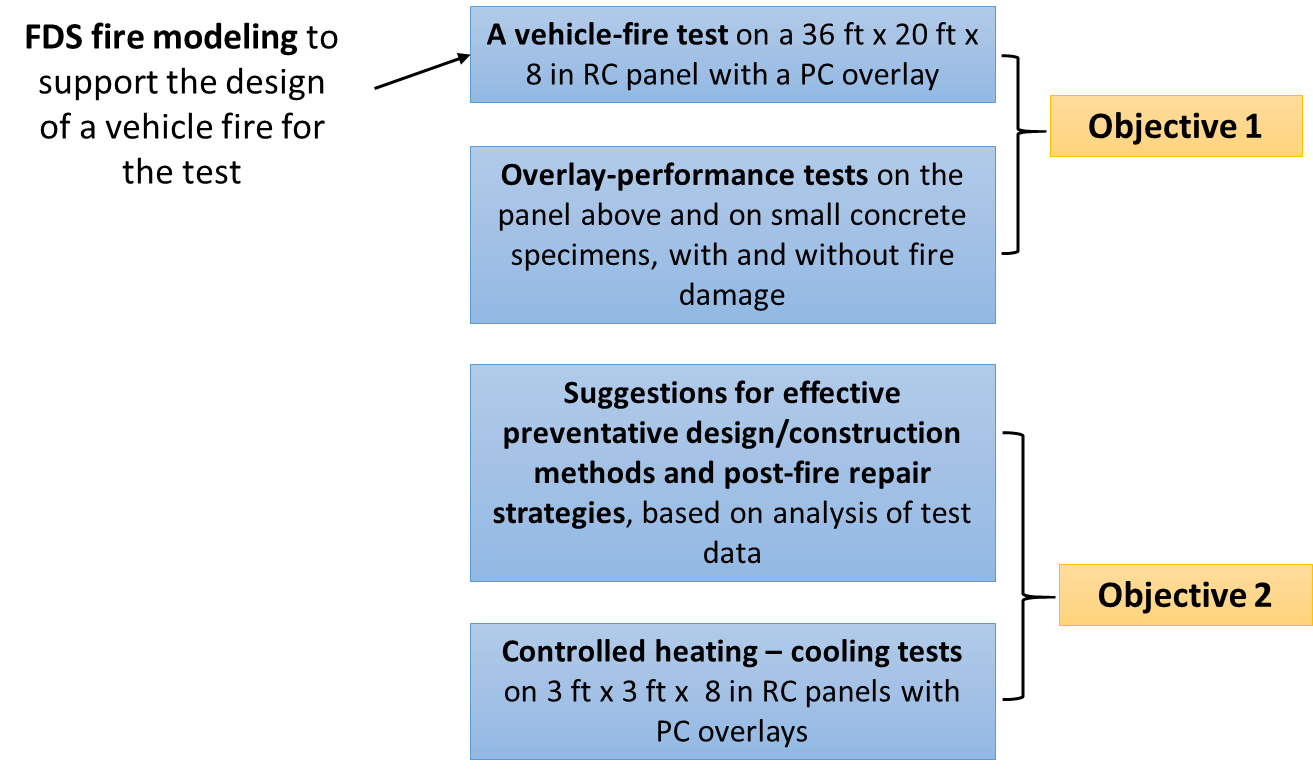 FDS fire modeling to
support the design
of a vehicle fire for
the test
A vehicle-fire test on a 36 ft x 20 ft x
8 in RC panel with a PC overlay
Objective 1
Overlay-performance tests on the
panel above and on small concrete
specimens, with and without fire
damage
Suggestions for effective
preventative design/construction
methods and post-fire repair
strategies, based on analysis of test
data
Objective 2
Controlled heating – cooling tests
on 3 ft x 3 ft x  8 in RC panels with
PC overlays